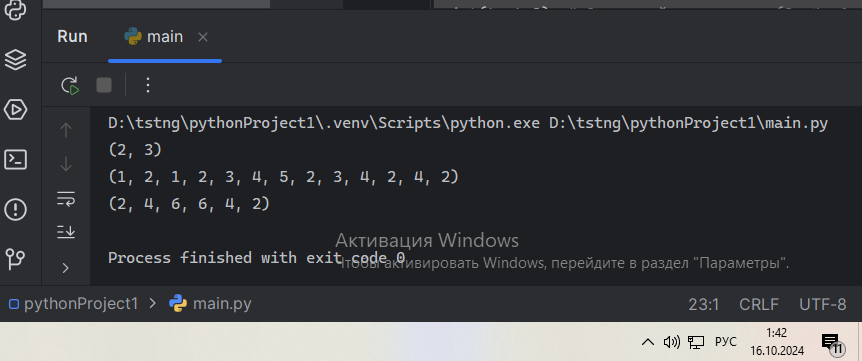 Run main
D:\tstng\pythonProject1\.venv\Scripts\python.exe D:\tstng\pythonProject1\main.py
(2, 3)
(1, 2, 1, 2, 3, 4, 5, 2, 3, 4, 2, 4, 2)
(2, 4, 6, 6, 4, 2)
Активация Windows
Process finished with exit code 0
Чтобы активировать Windows, перейдите в раздел "Параметры".
pythonProject1 > main.py 23:1 CRLF UTF-8
РУС 1:42
16.10.2024 11